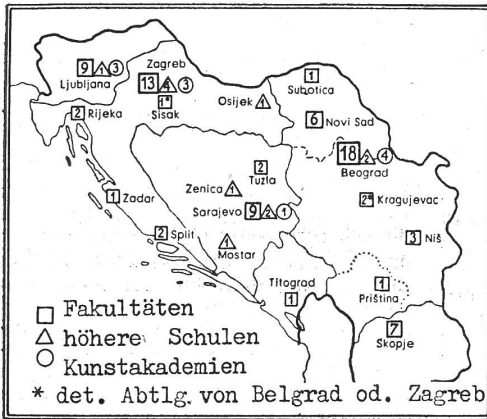 Zagreb
9 1 3
Ljubljana
13 3
1*
Sisak
Osijek 1
1
Subotica
2 Rijeka
6 Novi Sad
18 4
Beograd
2
Tuzla
Zenica 1
1 Zadar
2* Kragujevac
Sarajevo 9 2 1
2 Split
1
Mostar
3
Niš
Titograd
1
1
Priština
7
Skopje
Fakultäten
höhere Schulen
Kunstakademien
* det. Abtlg. von Belgrad od. Zagreb